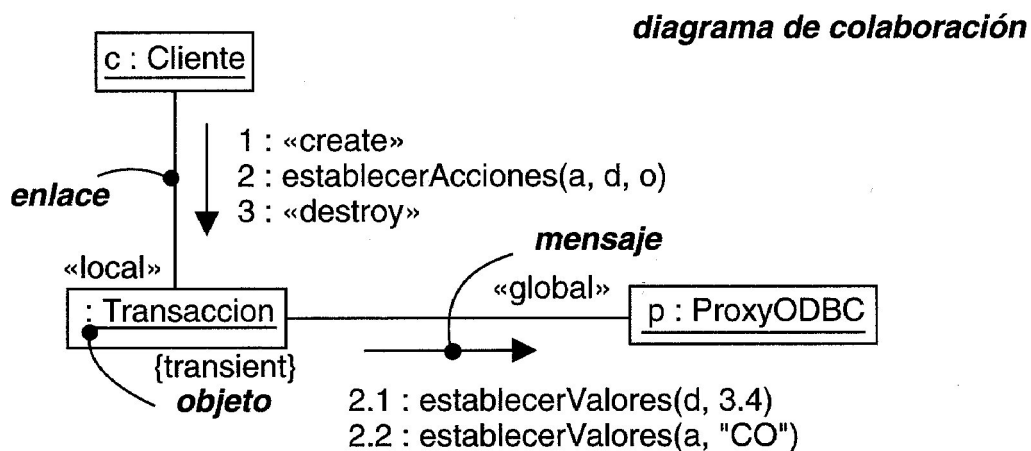 diagrama de colaboración
c : Cliente
1 : «create»
2 : establecerAcciones(a, d, o)
3 : «destroy»
enlace
mensaje
«local»
«global»
: Transaccion
p : ProxyODBC
{transient}
objeto
2.1 : establecerValores(d, 3.4)
2.2 : establecerValores(a, "CO")